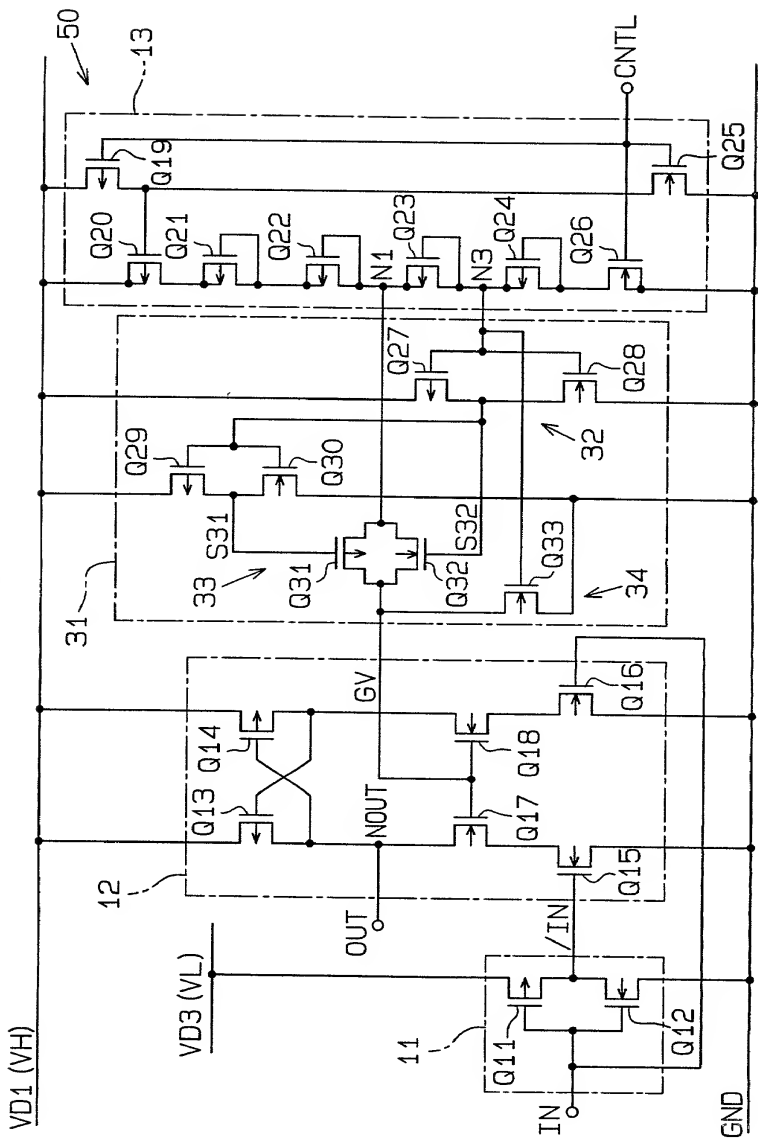 VD1 (VH)
50
13
31
12
VD3 (VL)
11
Q19
Q20
Q21
Q22
N1
Q23
N3
Q24
Q26
Q25
CNTL
Q27
Q28
32
Q29
Q30
S31
33
Q31
Q32
S32
Q33
34
GV
Q14
Q13
NOUT
OUT
Q18
Q17
Q16
Q15
/IN
Q11
Q12
IN
GND